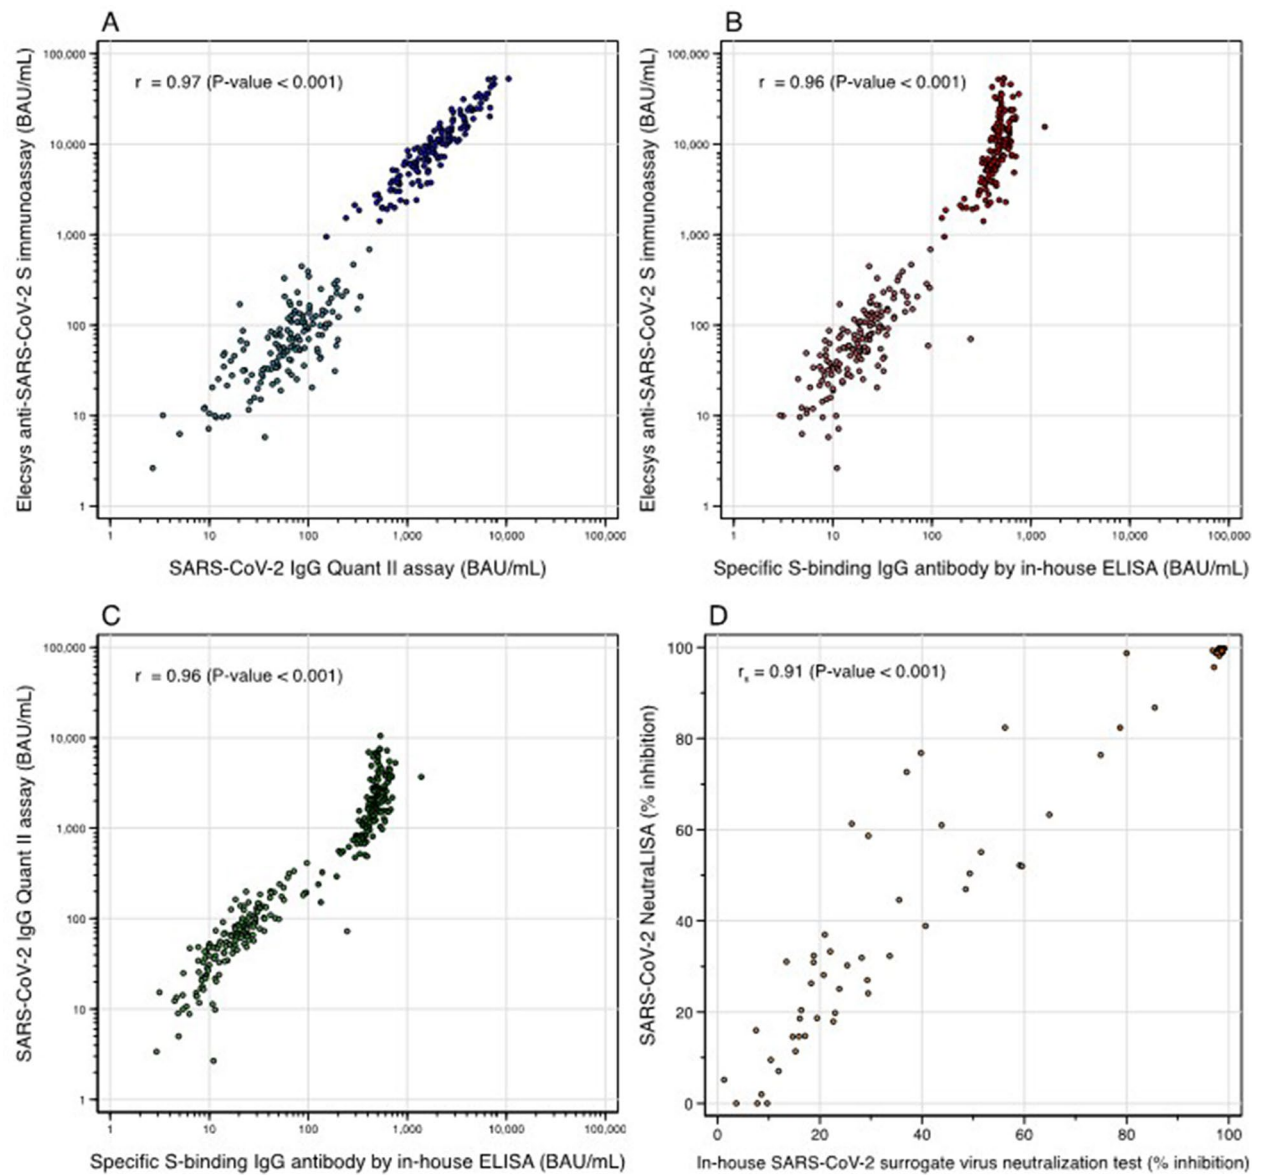 A
r = 0.97 (P-value < 0.001)
Elecsys anti-SARS-CoV-2 S immunoassay (BAU/mL)
100,000
10,000
1,000
100
10
1
1 10 100 1,000 10,000 100,000
SARS-CoV-2 IgG Quant II assay (BAU/mL)
B
r = 0.96 (P-value < 0.001)
Elecsys anti-SARS-CoV-2 S immunoassay (BAU/mL)
100,000
10,000
1,000
100
10
1
1 10 100 1,000 10,000 100,000
Specific S-binding IgG antibody by in-house ELISA (BAU/mL)
C
r = 0.96 (P-value < 0.001)
SARS-CoV-2 IgG Quant II assay (BAU/mL)
100,000
10,000
1,000
100
10
1
1 10 100 1,000 10,000 100,000
Specific S-binding IgG antibody by in-house ELISA (BAU/mL)
D
rs = 0.91 (P-value < 0.001)
SARS-CoV-2 NeutraLISA (% inhibition)
100
80
60
40
20
0
0 20 40 60 80 100
In-house SARS-CoV-2 surrogate virus neutralization test (% inhibition)